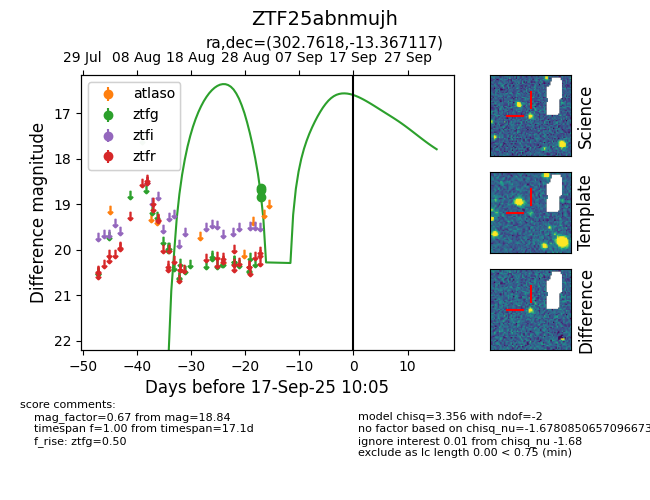 ZTF25abnmujh
ra,dec=(302.7618,-13.367117)
29 Jul 08 Aug 18 Aug 28 Aug 07 Sep 17 Sep 27 Sep
atlaso
ztfg
ztfi
ztfr
17
18
19
20
21
22
Difference magnitude
−50 −40 −30 −20 −10 0 10
Days before 17-Sep-25 10:05
Science
Template
Difference
score comments:
mag_factor=0.67 from mag=18.84
timespan f=1.00 from timespan=17.1d
f_rise: ztfg=0.50
model chisq=3.356 with ndof=-2
no factor based on chisq_nu=-1.6780850657096673
ignore interest 0.01 from chisq_nu -1.68
exclude as lc length 0.00 < 0.75 (min)